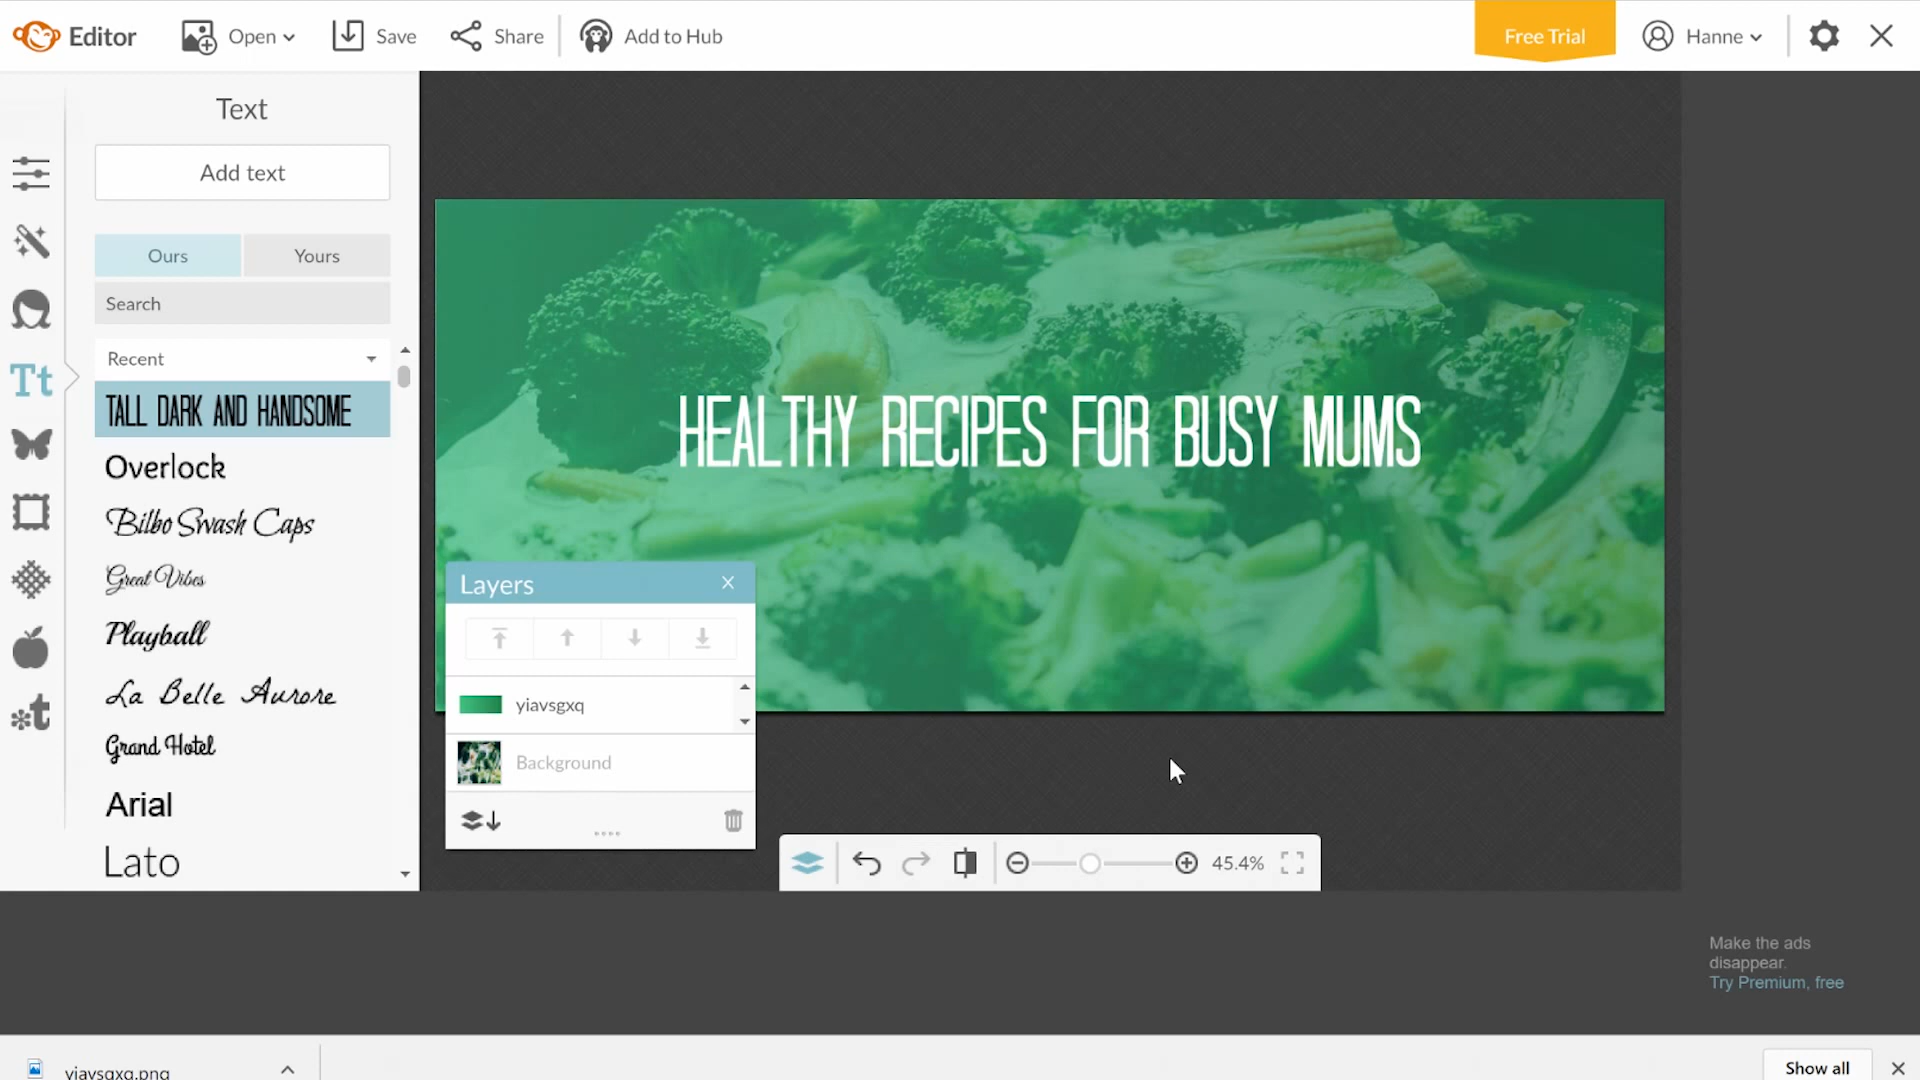 Editor
Open
Save
Share
Add to Hub
Free Trial
Hanne
Text
Add text
Ours
Yours
Search
Recent
TALL DARK AND HANDSOME
Overlock
Bilbo Swash Caps
Great Vibes
Playball
La Belle Aurore
Grand Hotel
Arial
Lato
Tt
t
HEALTHY RECIPES FOR BUSY MUMS
Layers
yiavsgxq
Background
45.4%
Make the ads
disappear.
Try Premium, free
yiavsgxq.png
Show all